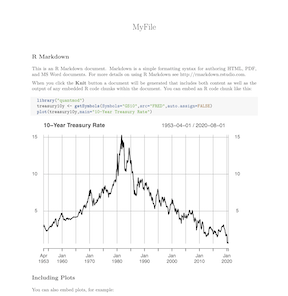 MyFile
R Markdown
This is an R Markdown document. Markdown is a simple formatting syntax for authoring HTML, PDF,
and MS Word documents. For more details on using R Markdown see http://rmarkdown.rstudio.com.
When you click the Knit button a document will be generated that includes both content as well as the
output of any embedded R code chunks within the document. You can embed an R code chunk like this:
library("quantmod")
treasury10y <- getSymbols(Symbols="GS10",src="FRED",auto.assign=FALSE)
plot(treasury10y,main="10-Year Treasury Rate")
10-Year Treasury Rate 1953-04-01 / 2020-08-01
15 15
10 10
5 5
Apr Jan Jan Jan Jan Jan Jan Jan
1953 1960 1970 1980 1990 2000 2010 2020
Including Plots
You can also embed plots, for example: